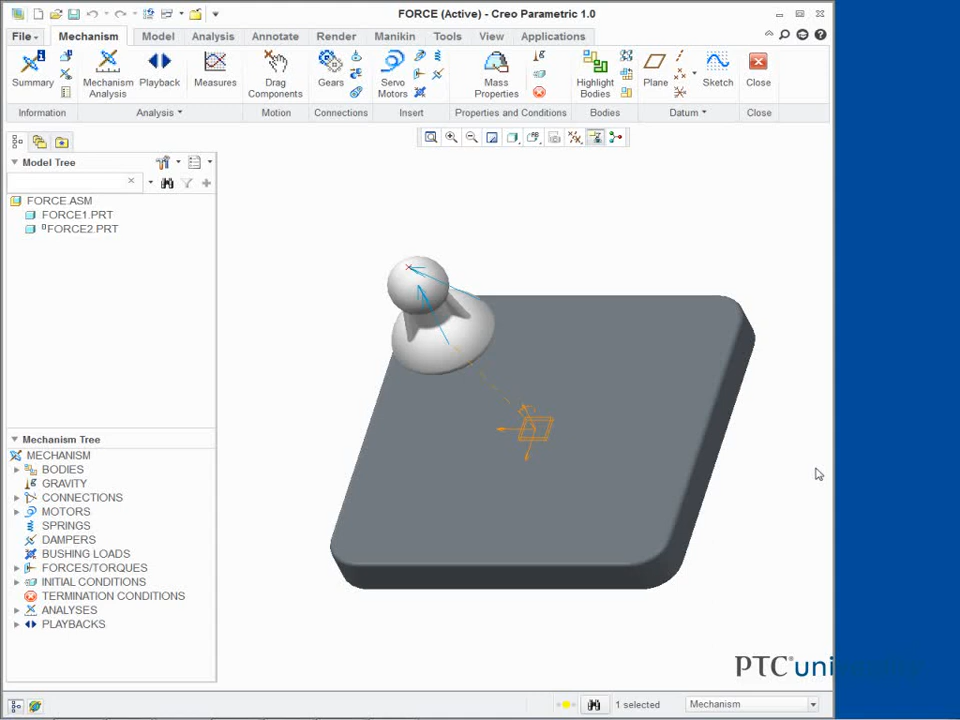 FORCE (Active) - Creo Parametric 1.0
File Mechanism Model Analysis Annotate Render Manikin Tools View Applications
Summary Mechanism Analysis Playback Measures Drag Components Gears Servo Motors Mass Properties Highlight Bodies Plane Sketch Close
Information Analysis Motion Connections Insert Properties and Conditions Bodies Datum Close
Model Tree
FORCE.ASM
FORCE1.PRT
FORCE2.PRT
Mechanism Tree
MECHANISM
BODIES
GRAVITY
CONNECTIONS
MOTORS
SPRINGS
DAMPERS
BUSHING LOADS
FORCES/TORQUES
INITIAL CONDITIONS
TERMINATION CONDITIONS
ANALYSES
PLAYBACKS
PTC
1 selected Mechanism